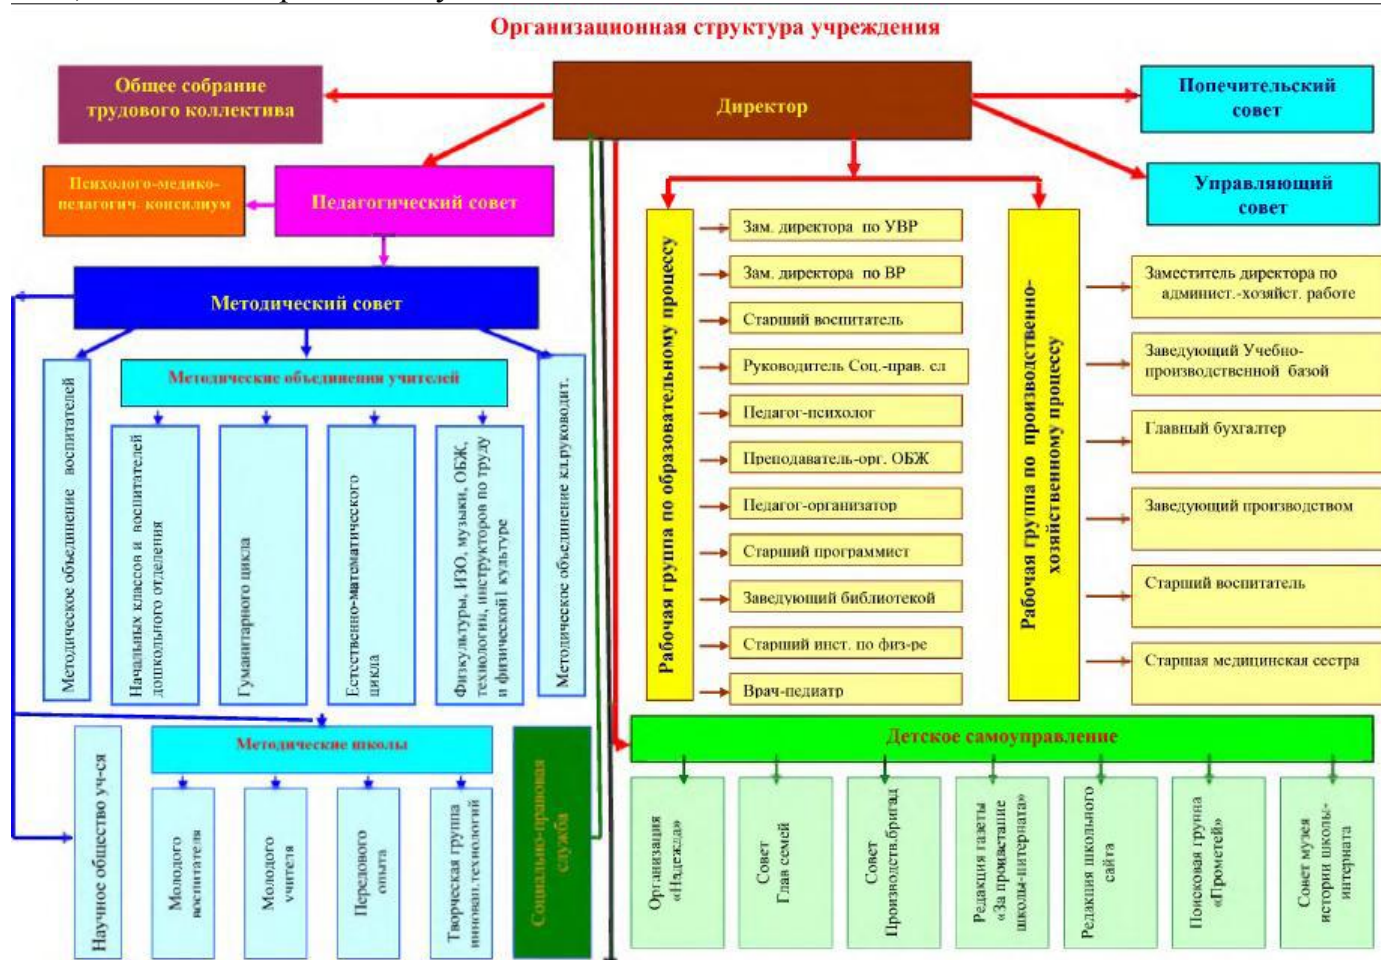 Организационная структура учреждения
Общее собрание
трудового коллектива
Директор
Попечительский
совет
Психолого-медико-
педагогич- консилиум
Педагогический совет
Управляющий
совет
Методический совет
Методическое объединение воспитателей
Методические объединения учителей
Начальных классов и воспитателей
дошкольного отделения
Гуманитарного цикла
Естественно-математического
цикла
Физкультуры, ИЗО, музыки, ОБЖ,
технологии, инструкторов по труду
и физической культуре
Методическое объединение кл.руководит.
Рабочая группа по образовательному процессу
Зам. директора по УВР
Зам. директора по ВР
Старший воспитатель
Руководитель Соц.-прав. сл
Педагог-психолог
Преподаватель-орг. ОБЖ
Педагог-организатор
Старший программист
Заведующий библиотекой
Старший инст. по физ-ре
Врач-педиатр
Рабочая группа по производственно-
хозяйственному процессу
Заместитель директора по
админист.-хозяйст. работе
Заведующий Учебно-
производственной базой
Главный бухгалтер
Заведующий производством
Старший воспитатель
Старшая медицинская сестра
Научное общество уч-ся
Методические школы
Молодого
воспитателя
Молодого
учителя
Передового
опыта
Творческая группа
инновац.технологий
Социально-правовая
служба
Детское самоуправление
Организация
«Надежда»
Совет
Глав семей
Совет
Производств.бригад
Редакция газеты
«За процветание
школы-интерната»
Редакция школьного
сайта
Поисковая группа
«Прометей»
Совет музея
истории школы-
интерната